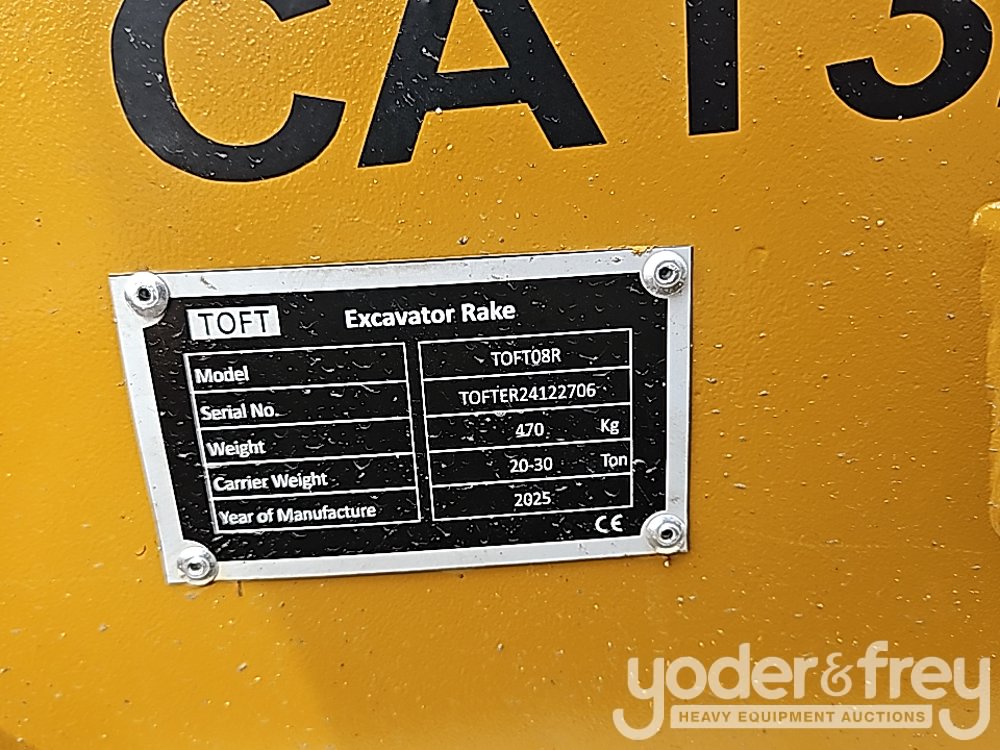 CAT3
TOFT Excavator Rake
Model TOFT08R
Serial No. TOFTER24122706
Weight 470 Kg
Carrier Weight 20-30 Ton
Year of Manufacture 2025
CE
yoder&frey
HEAVY EQUIPMENT AUCTIONS